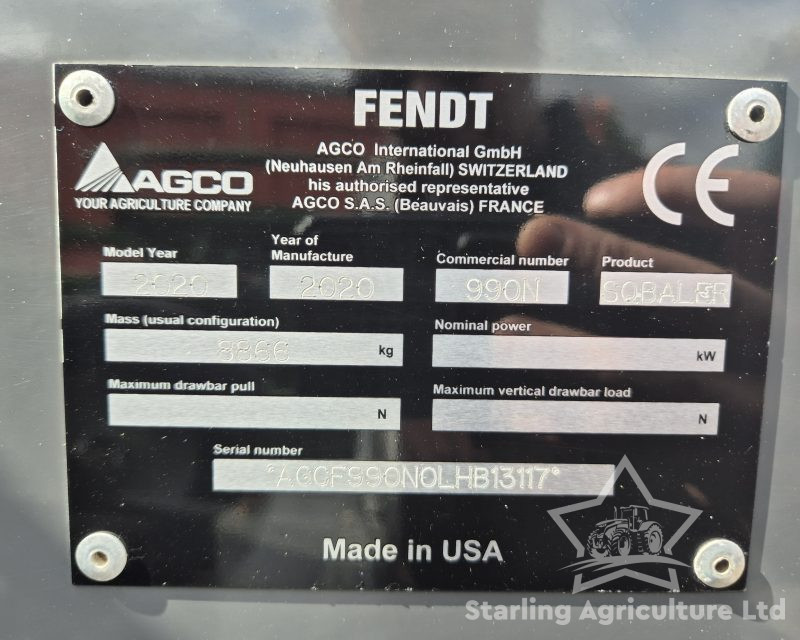 FENDT
AGCO International GmbH
(Neuhausen Am Rheinfall) SWITZERLAND
his authorised representative
AGCO S.A.S. (Beauvais) FRANCE
AGCO
YOUR AGRICULTURE COMPANY
CE
Model Year
2020
Year of
Manufacture
2020
Commercial number
990N
Product
SQBALER
Mass (usual configuration)
8866 kg
Nominal power
kW
Maximum drawbar pull
N
Maximum vertical drawbar load
N
Serial number
*AGCF990NOLHB13117*
Made in USA
Starling Agriculture Ltd